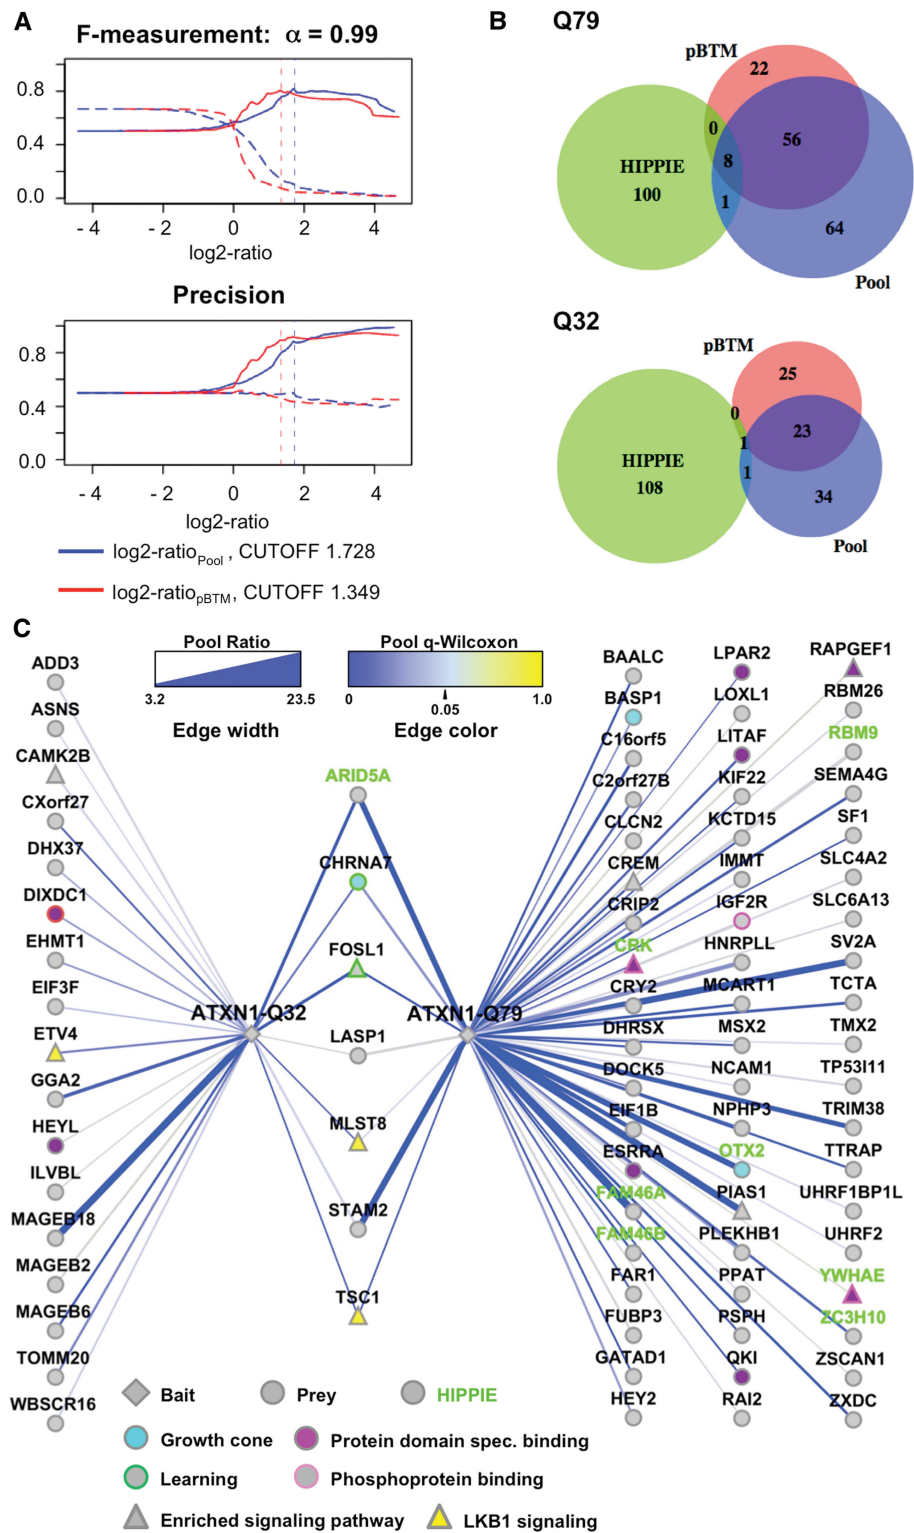 A
F-measurement: α = 0.99
0.8
0.4
0.0
- 4
- 2
0
2
4
log2-ratio
Precision
0.8
0.4
0.0
- 4
- 2
0
2
4
log2-ratio
log2-ratioPool , CUTOFF 1.728
log2-ratiopBTM, CUTOFF 1.349
B
Q79
pBTM
22
0
56
HIPPIE
8
100
1
64
Pool
Q32
pBTM
25
0
23
1
HIPPIE
1
108
34
Pool
C
Pool Ratio
3.2
23.5
Edge width
Pool q-Wilcoxon
0
0.05
1.0
Edge color
ADD3
ASNS
CAMK2B
CXorf27
DHX37
DIXDC1
EHMT1
EIF3F
ETV4
GGA2
HEYL
ILVBL
MAGEB18
MAGEB2
MAGEB6
TOMM20
WBSCR16
ATXN1-Q32
ARID5A
CHRNA7
FOSL1
LASP1
MLST8
STAM2
TSC1
ATXN1-Q79
BAALC
BASP1
C16orf5
C2orf27B
CLCN2
CREM
CRIP2
CRK
CRY2
DHRSX
DOCK5
EIF1B
ESRRA
FAM46A
FAM46B
FAR1
FUBP3
GATAD1
HEY2
LPAR2
LOXL1
LITAF
KIF22
KCTD15
IMMT
IGF2R
HNRPLL
MCART1
MSX2
NCAM1
NPHP3
OTX2
PIAS1
PLEKHB1
PPAT
PSPH
QKI
RAI2
RAPGEF1
RBM26
RBM9
SEMA4G
SF1
SLC4A2
SLC6A13
SV2A
TCTA
TMX2
TP53I11
TRIM38
TTRAP
UHRF1BP1L
UHRF2
YWHAE
ZC3H10
ZSCAN1
ZXDC
Bait
Prey
HIPPIE
Growth cone
Protein domain spec. binding
Learning
Phosphoprotein binding
Enriched signaling pathway
LKB1 signaling